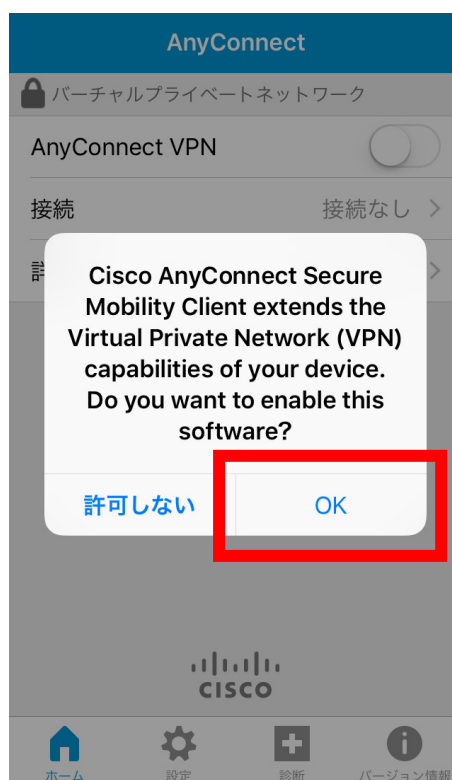 AnyConnect
バーチャルプライベートネットワーク
AnyConnect VPN
接続 接続なし
詳
Cisco AnyConnect Secure
Mobility Client extends the
Virtual Private Network (VPN)
capabilities of your device.
Do you want to enable this
software?
許可しない OK
CISCO
ホーム 設定 診断 バージョン情報